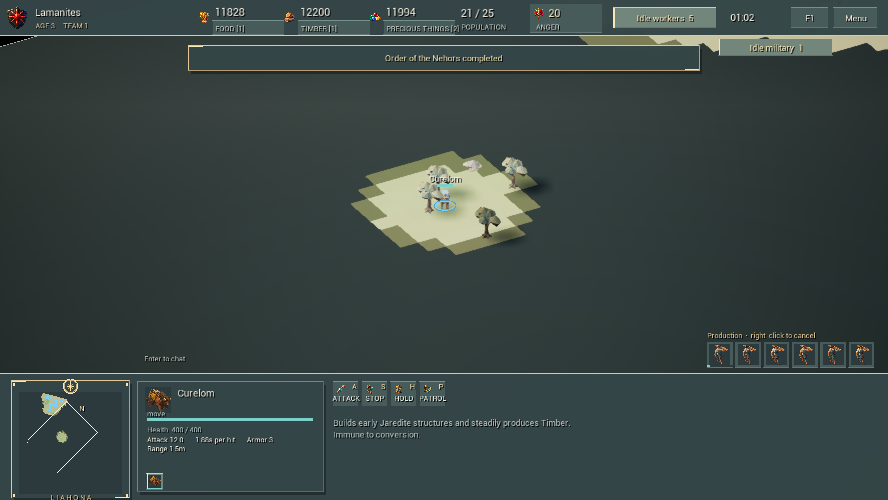 Lamanites
AGE 3 TEAM 1
11828
FOOD [1]
12200
TIMBER [1]
11994
PRECIOUS THINGS [2]
21 / 25
POPULATION
20
ANGER
Idle workers 5
01:02
F1
Menu
Idle military 1
Order of the Nehors completed
Curelom
Production · right click to cancel
Enter to chat
N
LIAHONA
Curelom
move
Health 400 / 400
Attack 12.0 1.88s per hit Armor 3
Range 1.5m
A
ATTACK
S
STOP
H
HOLD
P
PATROL
Builds early Jaredite structures and steadily produces Timber.
Immune to conversion.